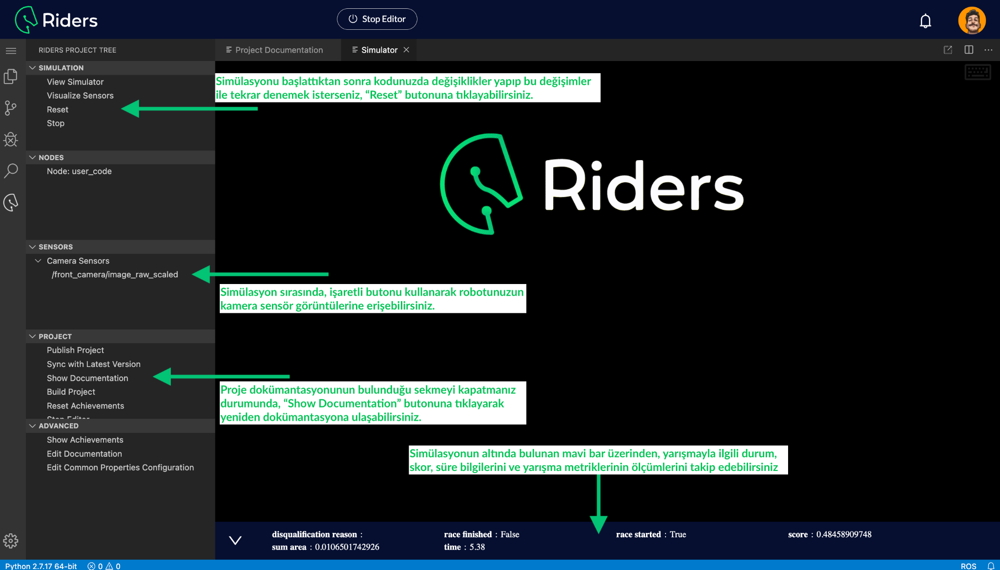 Riders
Stop Editor
RIDERS PROJECT TREE
Project Documentation
Simulator
SIMULATION
View Simulator
Visualize Sensors
Reset
Stop
Simülasyonu başlattıktan sonra kodunuzda değişiklikler yapıp bu değişimler
ile tekrar denemek isterseniz, “Reset” butonuna tıklayabilirsiniz.
Riders
NODES
Node: user_code
SENSORS
Camera Sensors
/front_camera/image_raw_scaled
Simülasyon sırasında, işaretli butonu kullanarak robotunuzun
kamera sensör görüntülerine erişebilirsiniz.
PROJECT
Publish Project
Sync with Latest Version
Show Documentation
Build Project
Reset Achievements
Stop Editor
Proje dokümantasyonunun bulunduğu sekmeyi kapatmanız
durumunda, “Show Documentation” butonuna tıklayarak
yeniden dokümantasyona ulaşabilirsiniz.
ADVANCED
Show Achievements
Edit Documentation
Edit Common Properties Configuration
Simülasyonun altında bulunan mavi bar üzerinden, yarışmayla ilgili durum,
skor, süre bilgilerini ve yarışma metriklerinin ölçümlerini takip edebilirsiniz
disqualification reason :
race finished : False
race started : True
score : 0.48458909748
sum area : 0.0106501742926
time : 5.38
Python 2.7.17 64-bit
0
0
ROS